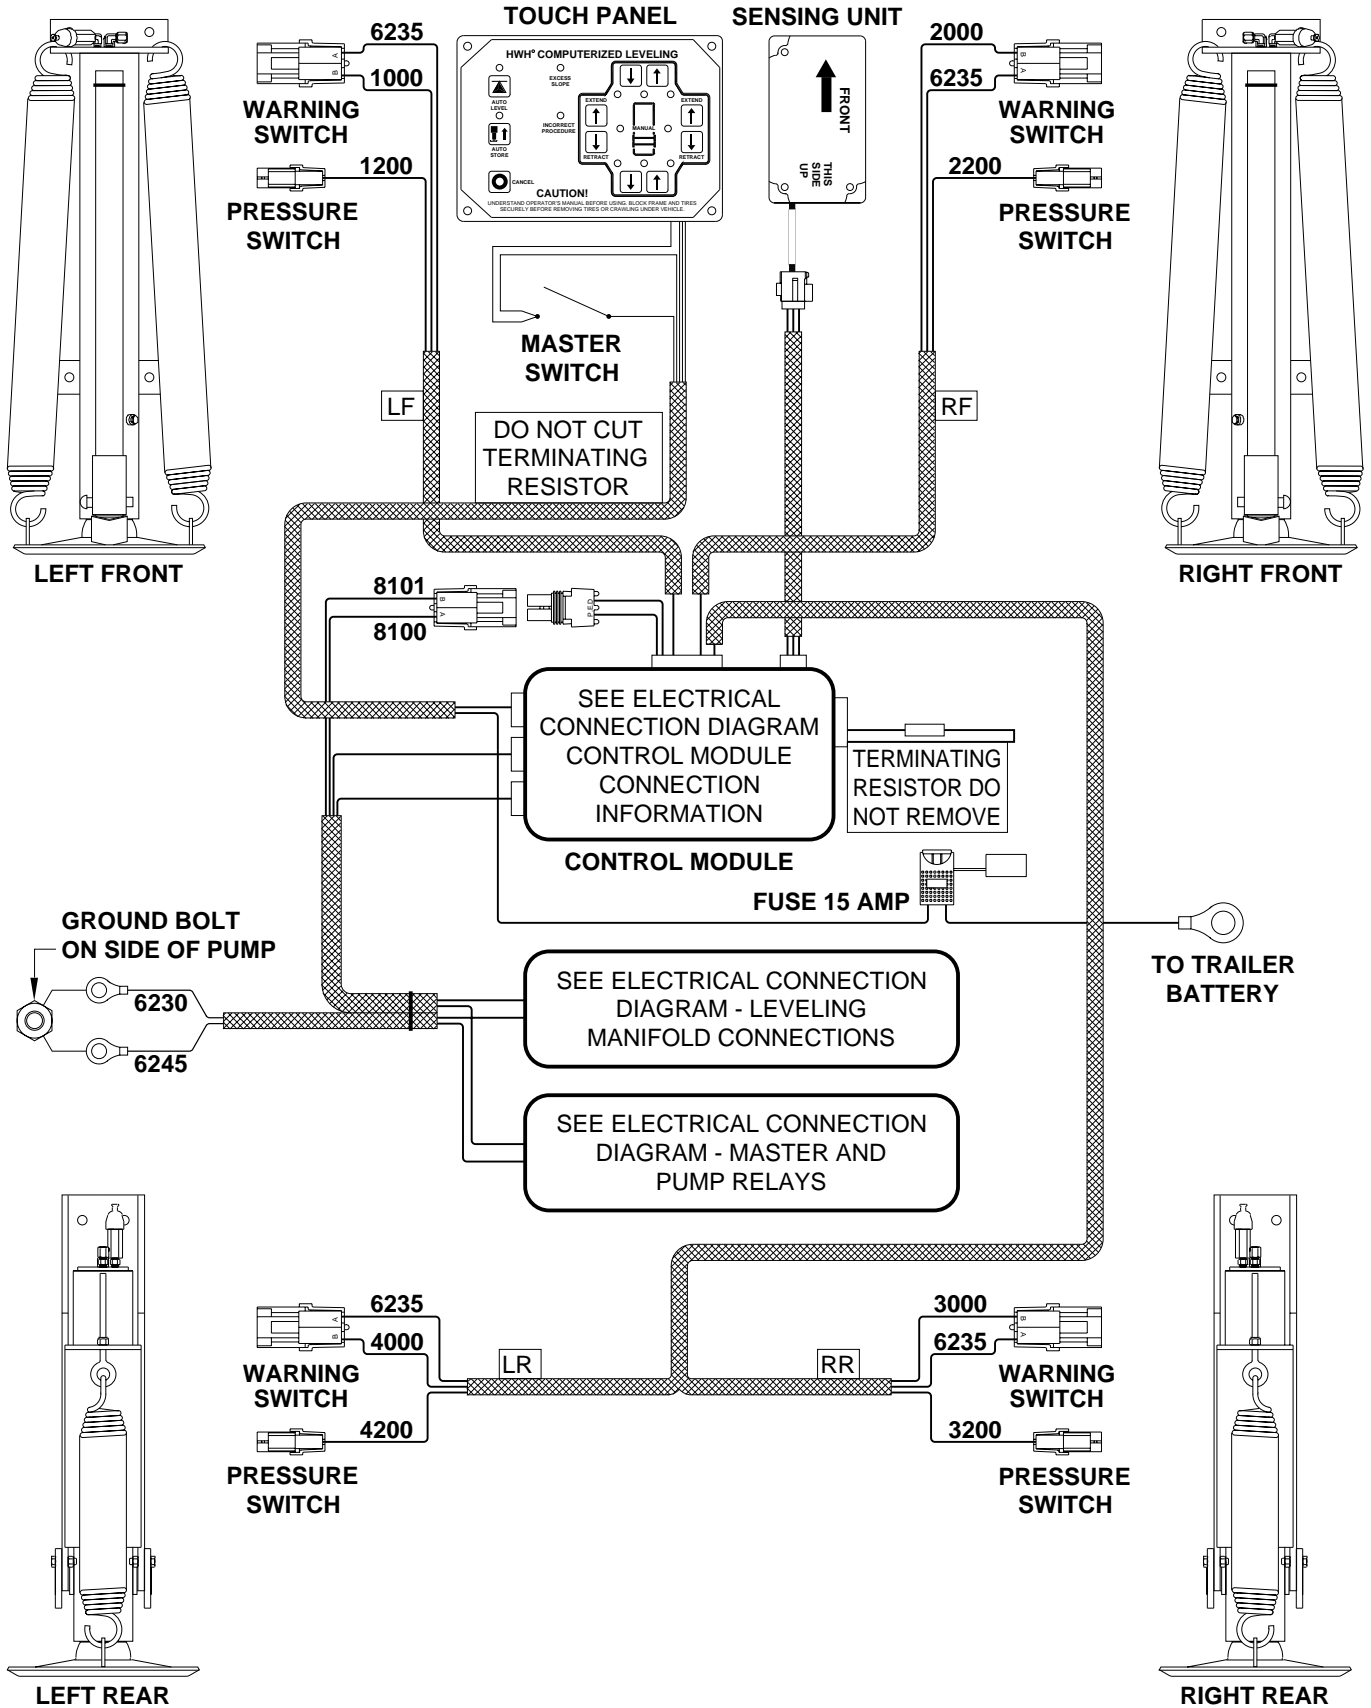 TOUCH PANEL
SENSING UNIT
6235
1000
WARNING
SWITCH
1200
PRESSURE
SWITCH
A
B
HWH® COMPUTERIZED LEVELING
AUTO
LEVEL
EXCESS
SLOPE
AUTO
STORE
INCORRECT
PROCEDURE
EXTEND
RETRACT
MANUAL
EXTEND
RETRACT
CANCEL
CAUTION!
UNDERSTAND OPERATOR'S MANUAL BEFORE USING. BLOCK FRAME AND TIRES
SECURELY BEFORE REMOVING TIRES OR CRAWLING UNDER VEHICLE.
FRONT
THIS
SIDE
UP
2000
6235
B
A
WARNING
SWITCH
2200
PRESSURE
SWITCH
MASTER
SWITCH
LF
RF
DO NOT CUT
TERMINATING
RESISTOR
LEFT FRONT
RIGHT FRONT
8101
8100
B
A
PED
SEE ELECTRICAL
CONNECTION DIAGRAM
CONTROL MODULE
CONNECTION
INFORMATION
TERMINATING
RESISTOR DO
NOT REMOVE
CONTROL MODULE
FUSE 15 AMP
GROUND BOLT
ON SIDE OF PUMP
6230
6245
TO TRAILER
BATTERY
SEE ELECTRICAL CONNECTION
DIAGRAM - LEVELING
MANIFOLD CONNECTIONS
SEE ELECTRICAL CONNECTION
DIAGRAM - MASTER AND
PUMP RELAYS
6235
4000
A
B
WARNING
SWITCH
4200
PRESSURE
SWITCH
LR
RR
3000
6235
B
A
WARNING
SWITCH
3200
PRESSURE
SWITCH
LEFT REAR
RIGHT REAR